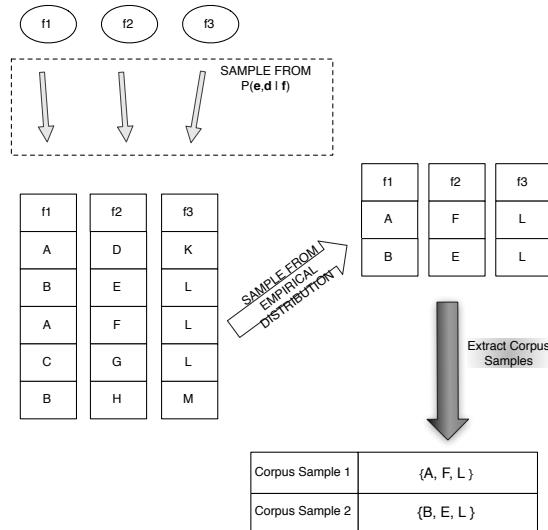 f1 f2 f3
SAMPLE FROM
P(e,d | f)
f1 f2 f3
A D K
B E L
A F L
C G L
B H M
SAMPLE FROM
EMPIRICAL
DISTRIBUTION
f1 f2 f3
A F L
B E L
Extract Corpus
Samples
Corpus Sample 1 {A, F, L }
Corpus Sample 2 {B, E, L }